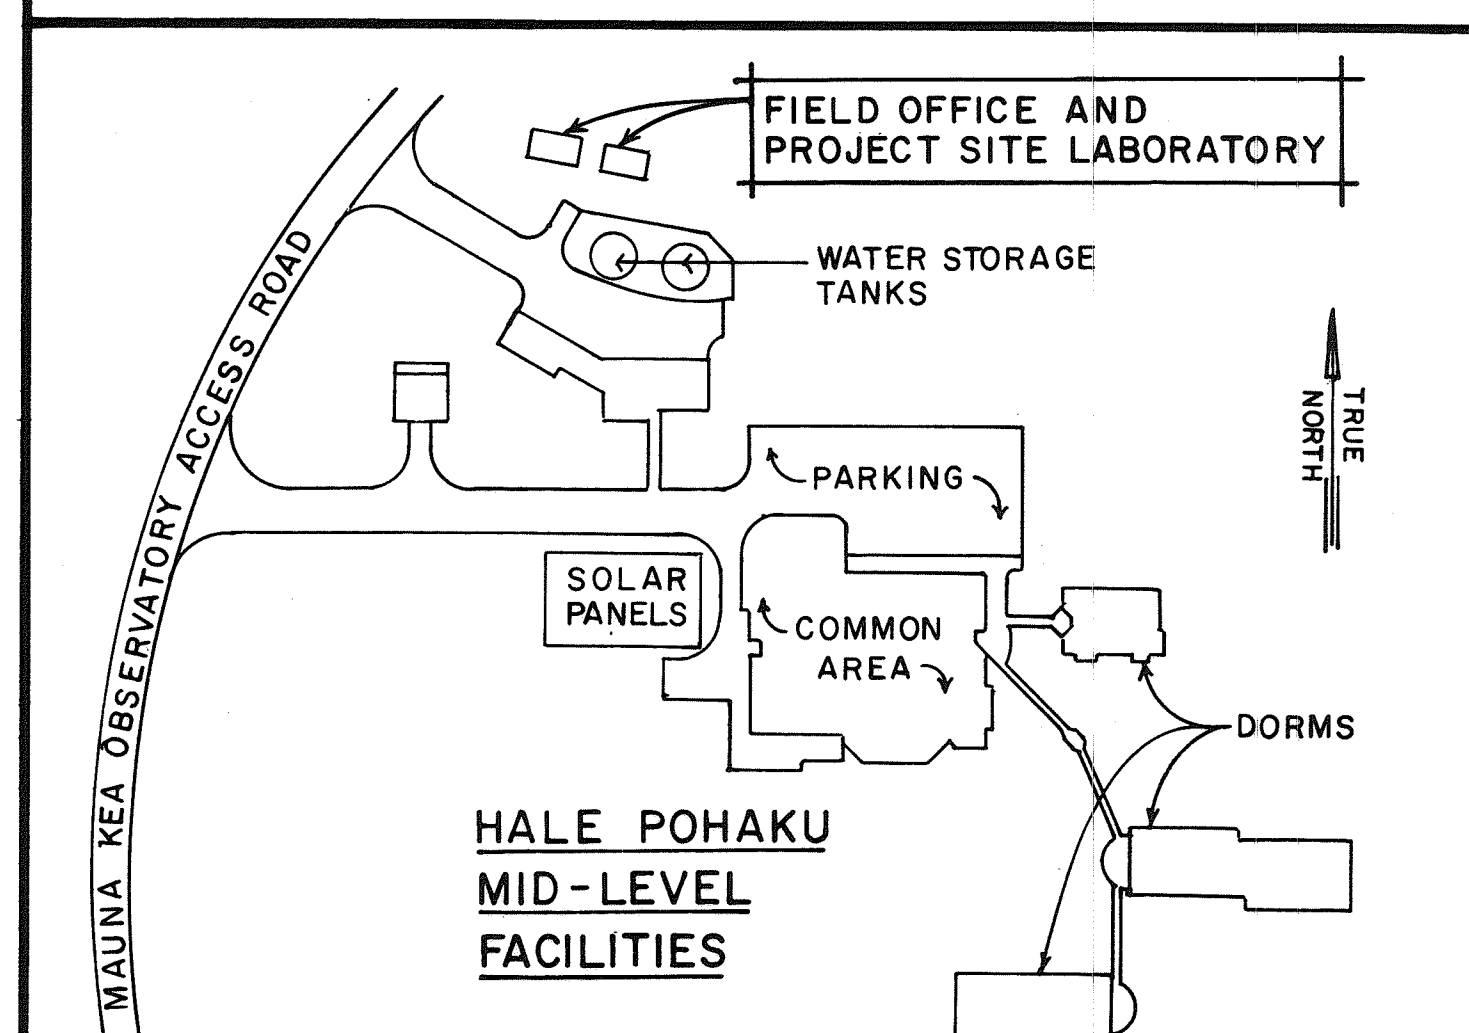 FIELD OFFICE AND
PROJECT SITE LABORATORY
WATER STORAGE
TANKS
MAUNA KEA OBSERVATORY ACCESS ROAD
TRUE
NORTH
PARKING
SOLAR
PANELS
COMMON
AREA
DORMS
HALE POHAKU
MID-LEVEL
FACILITIES